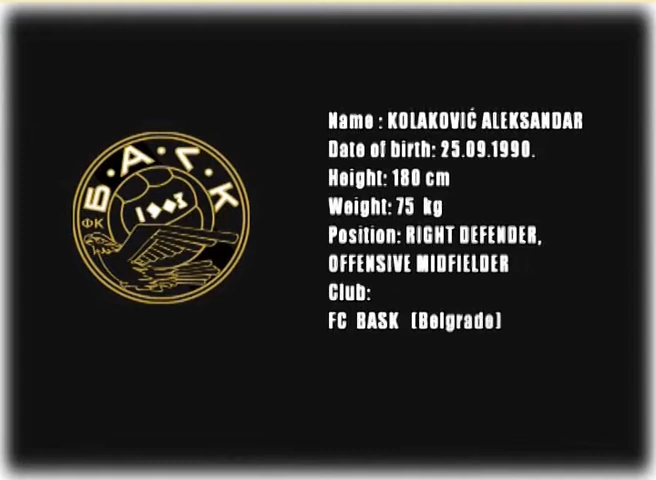 Б·А·С·К
1903
ФК
Name : KOLAKOVIĆ ALEKSANDAR
Date of birth: 25.09.1990.
Height: 180 cm
Weight: 75 kg
Position: RIGHT DEFENDER,
OFFENSIVE MIDFIELDER
Club:
FC BASK (Belgrade)